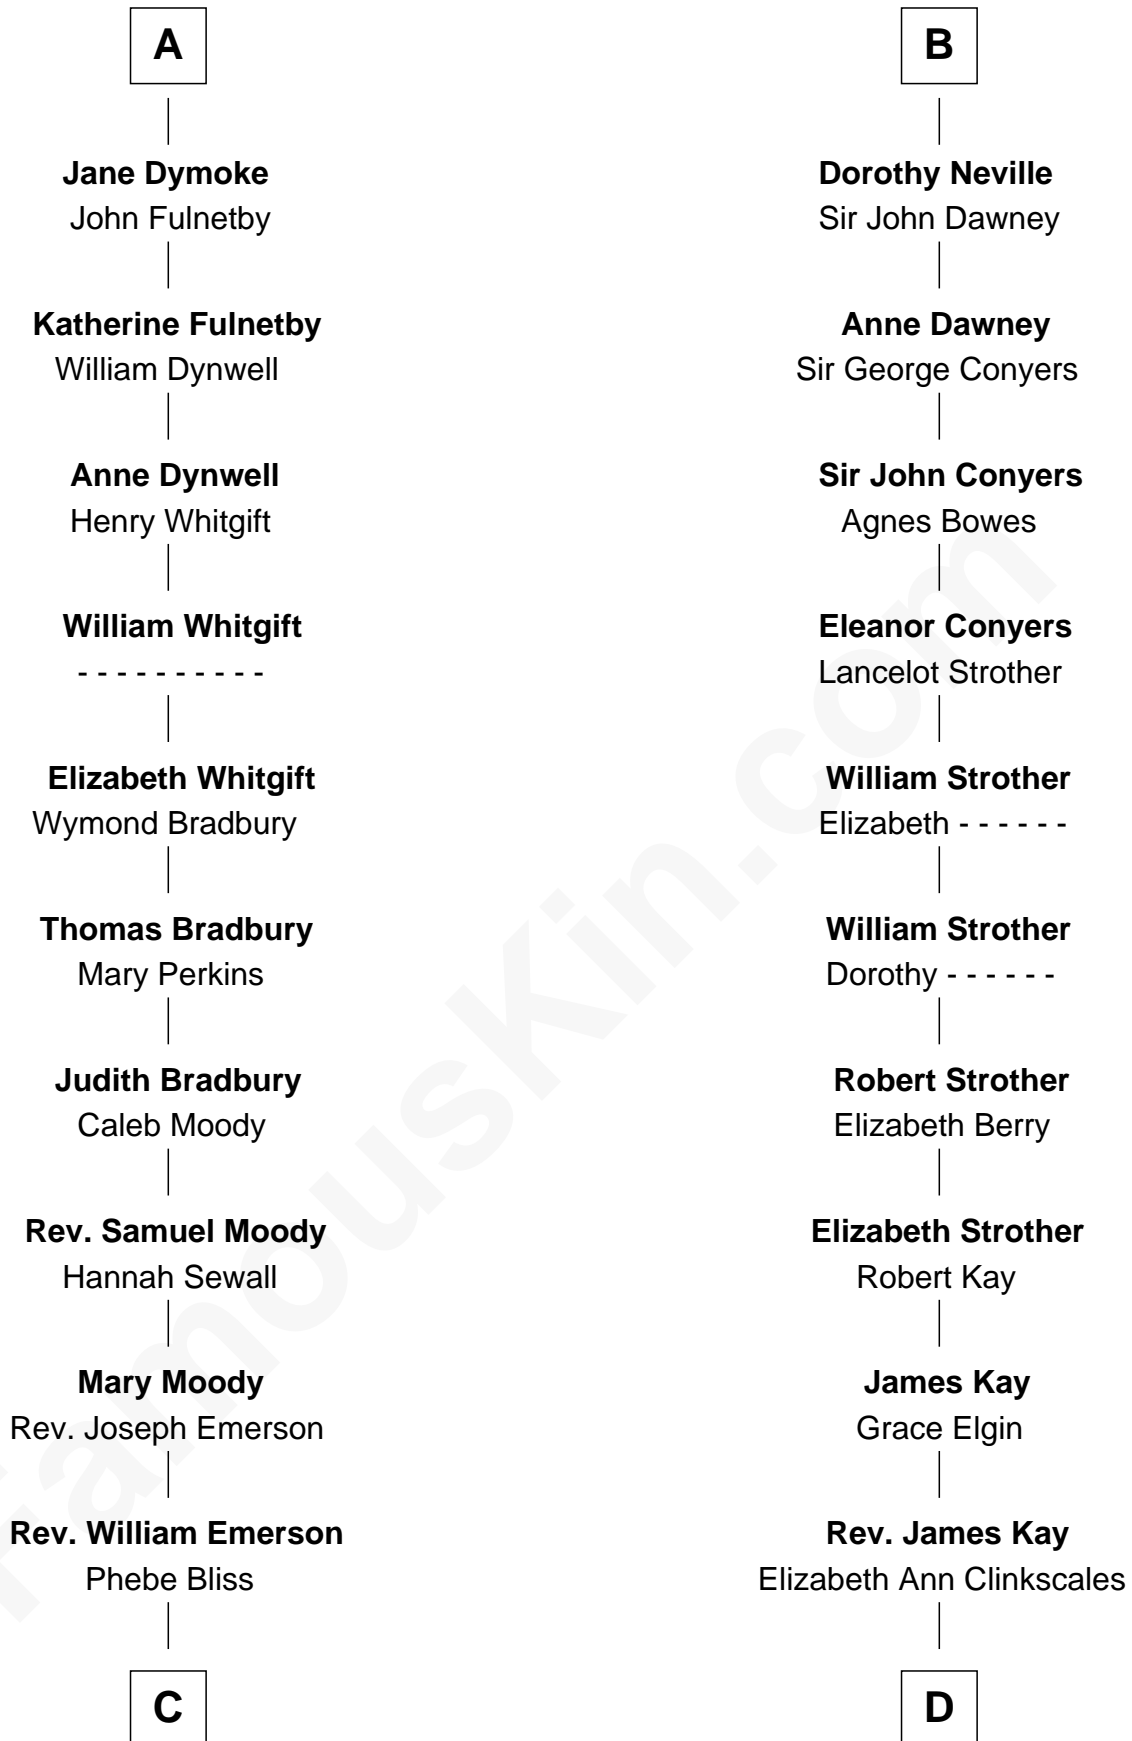 A
Jane Dymoke
John Fulnetby
Katherine Fulnetby
William Dynwell
Anne Dynwell
Henry Whitgift
William Whitgift
- - - - - - - - - -
Elizabeth Whitgift
Wymond Bradbury
Thomas Bradbury
Mary Perkins
Judith Bradbury
Caleb Moody
Rev. Samuel Moody
Hannah Sewall
Mary Moody
Rev. Joseph Emerson
Rev. William Emerson
Phebe Bliss
C
B
Dorothy Neville
Sir John Dawney
Anne Dawney
Sir George Conyers
Sir John Conyers
Agnes Bowes
Eleanor Conyers
Lancelot Strother
William Strother
Elizabeth - - - - - -
William Strother
Dorothy - - - - - -
Robert Strother
Elizabeth Berry
Elizabeth Strother
Robert Kay
James Kay
Grace Elgin
Rev. James Kay
Elizabeth Ann Clinkscales
D
FamousKin.com